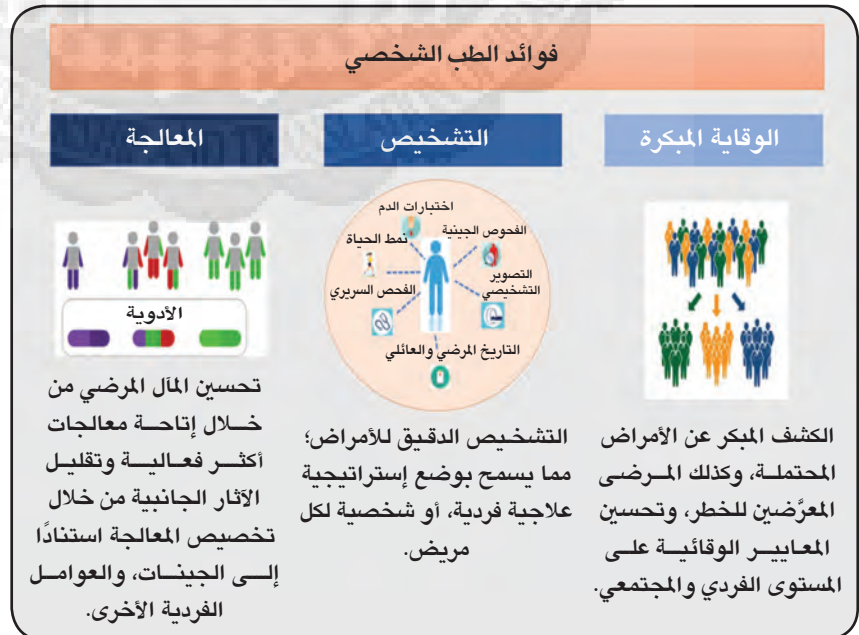 فوائد الطب الشخصي
الوقاية المبكرة
الكشف المبكر عن الأمراض
المحتملة، وكذلك المرضى
المعرَّضين للخطر، وتحسين
المعايير الوقائية على
المستوى الفردي والمجتمعي.
التشخيص
اختبارات الدم
الفحوص الجينية
نمط الحياة
التصوير
التشخيصي
الفحص السريري
التاريخ المرضي والعائلي
التشخيص الدقيق للأمراض؛
مما يسمح بوضع إستراتيجية
علاجية فردية، أو شخصية لكل
مريض.
المعالجة
الأدوية
تحسين المآل المرضي من
خلال إتاحة معالجات
أكثر فعالية وتقليل
الآثار الجانبية من خلال
تخصيص المعالجة استنادًا
إلى الجينات، والعوامل
الفردية الأخرى.